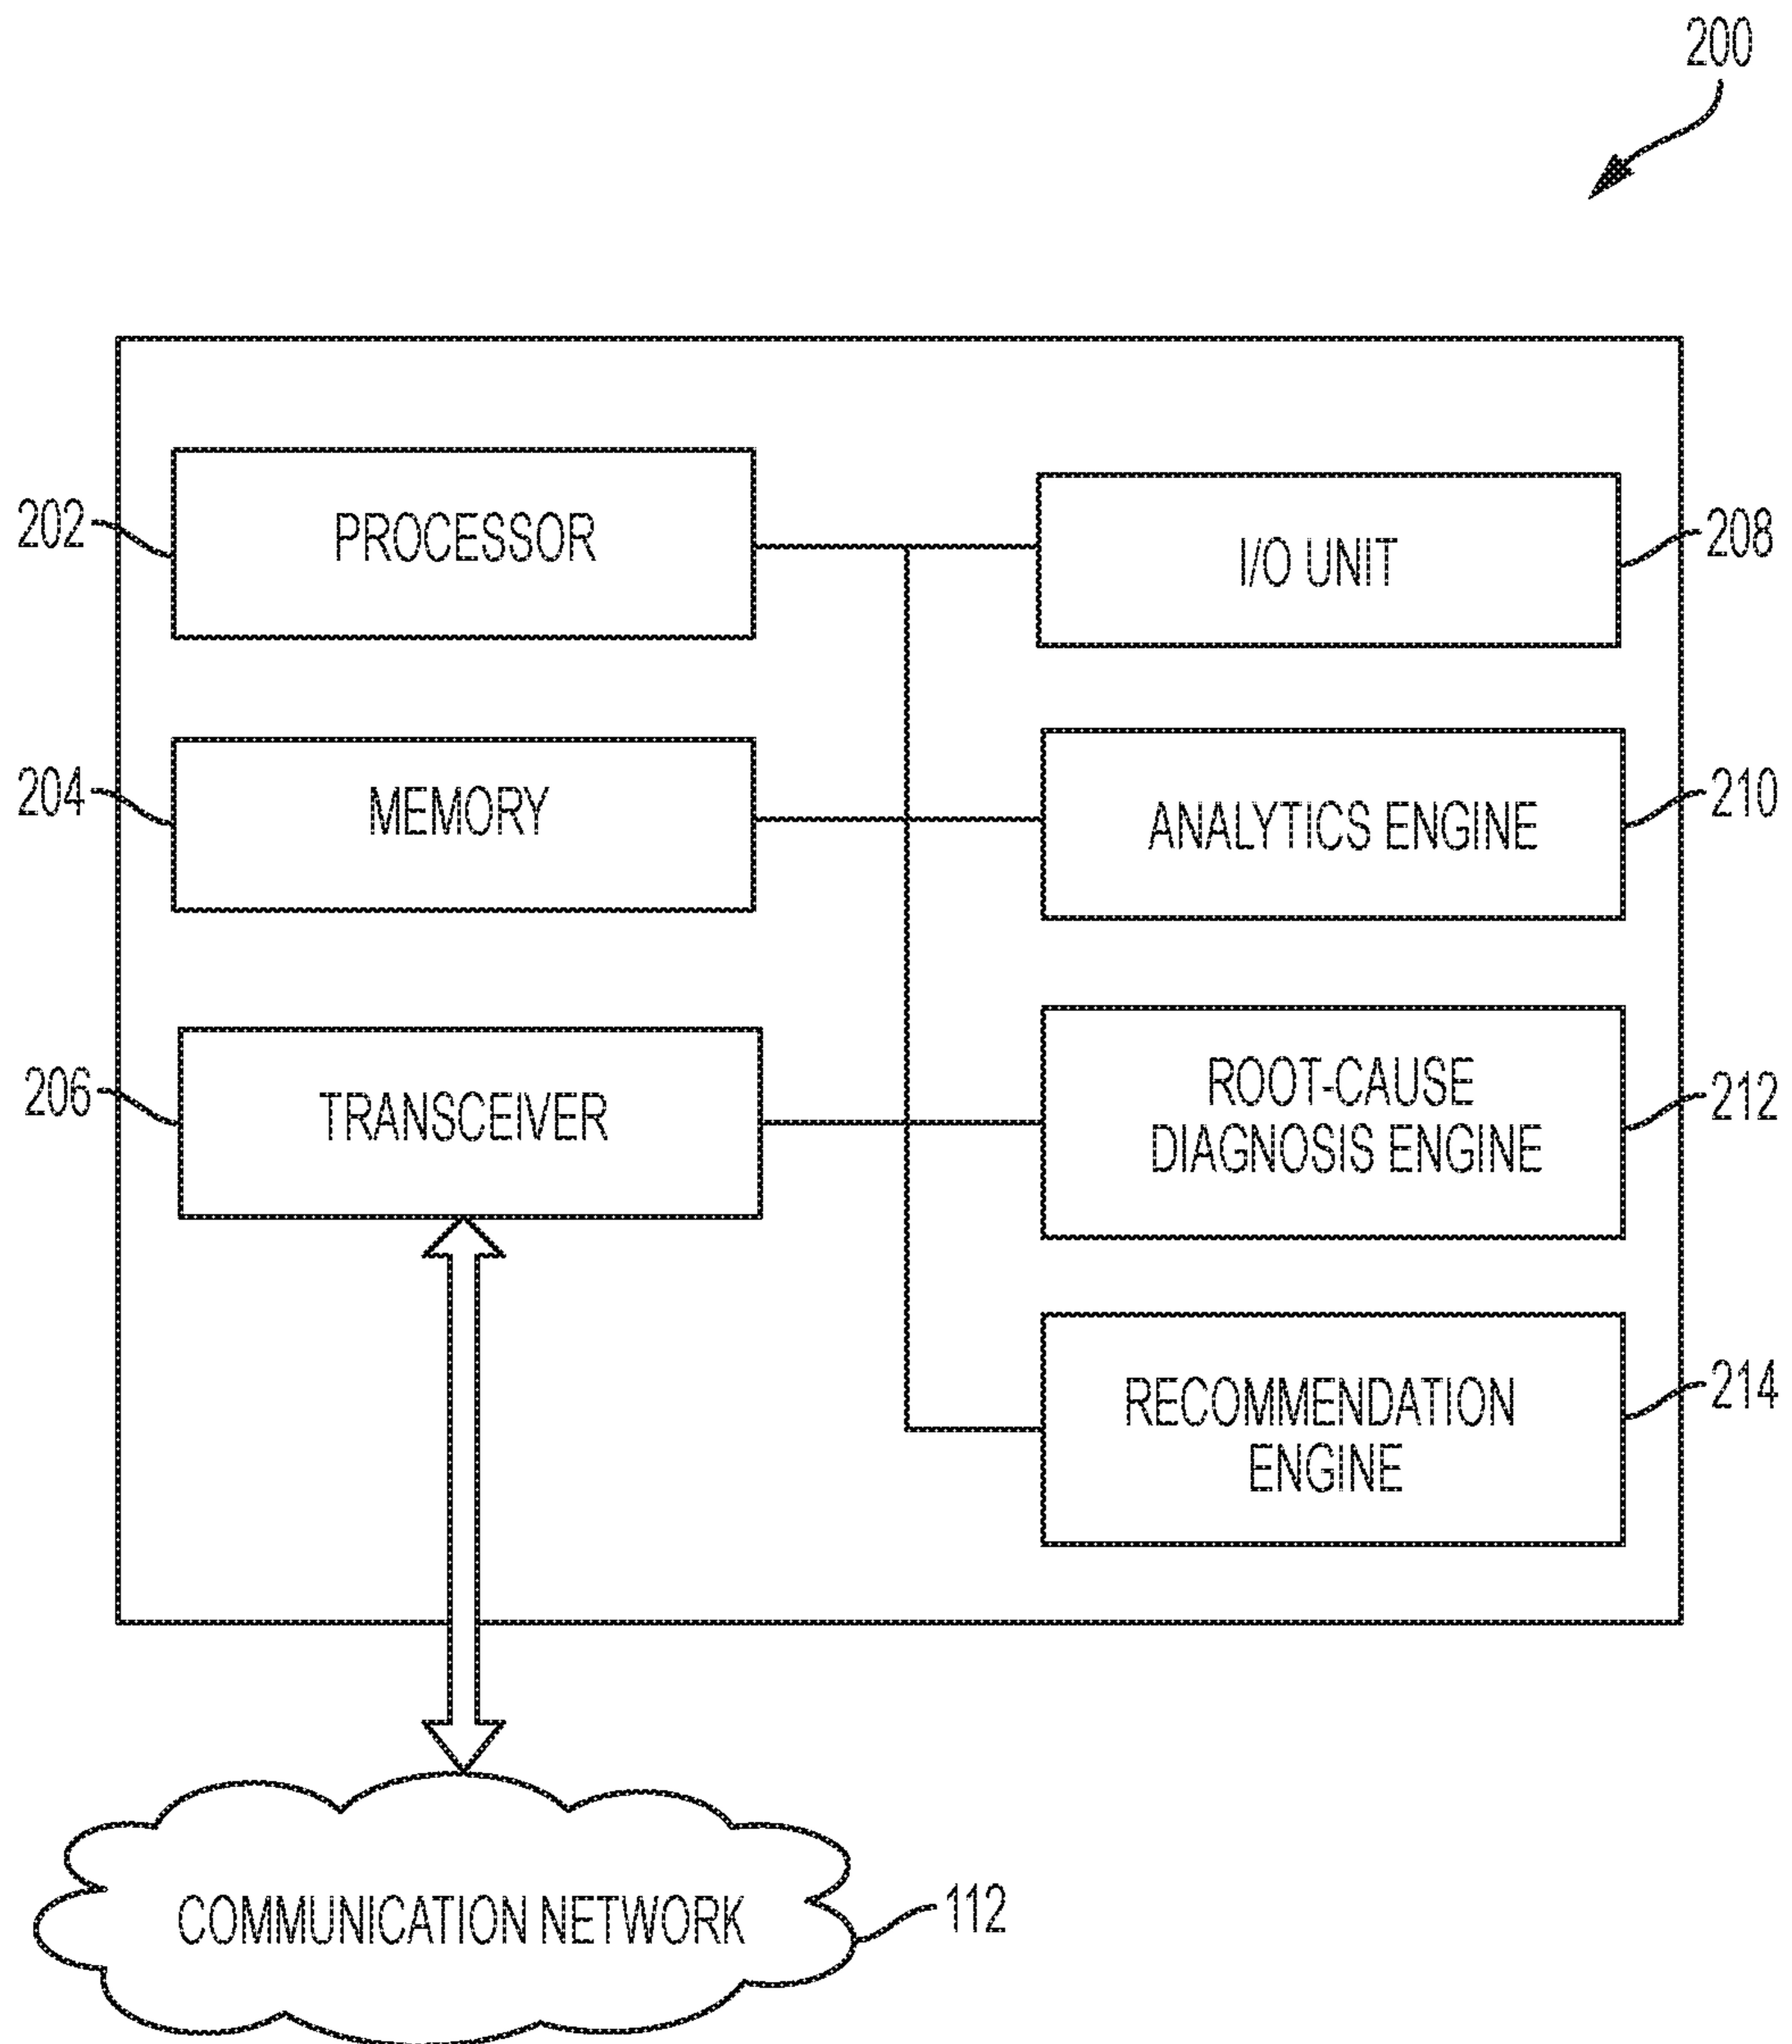 200
202
PROCESSOR
I/O UNIT
208
204
MEMORY
ANALYTICS ENGINE
210
206
TRANSCEIVER
ROOT-CAUSE
DIAGNOSIS ENGINE
212
RECOMMENDATION
ENGINE
214
COMMUNICATION NETWORK
112